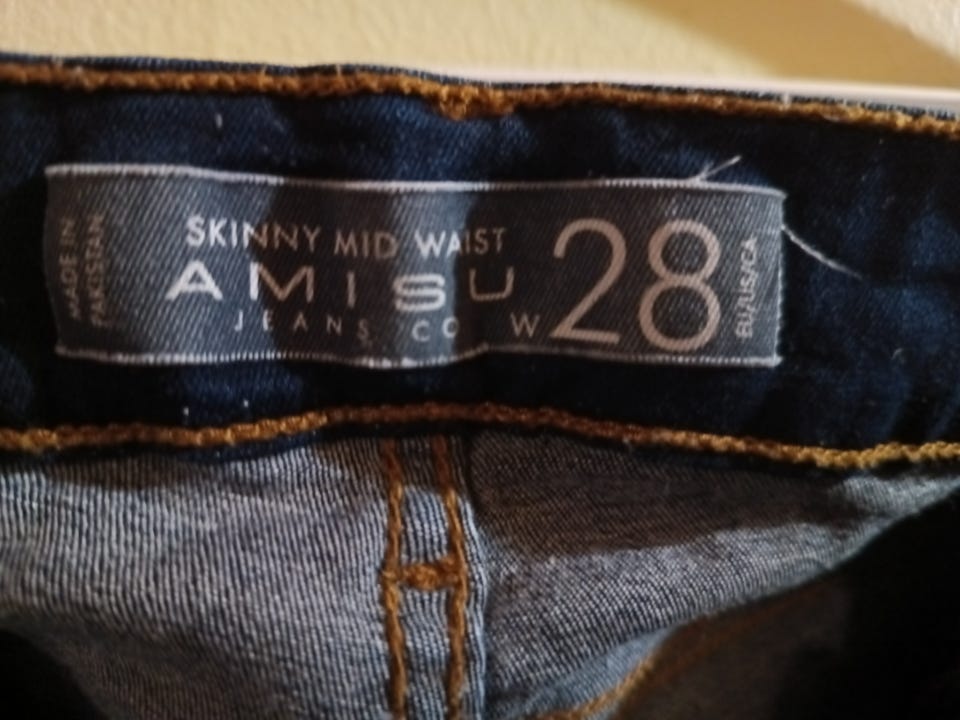 MADE IN
PAKISTAN
SKINNY MID WAIST
AMISU
JEANS CO
W 28
EU/US/CA